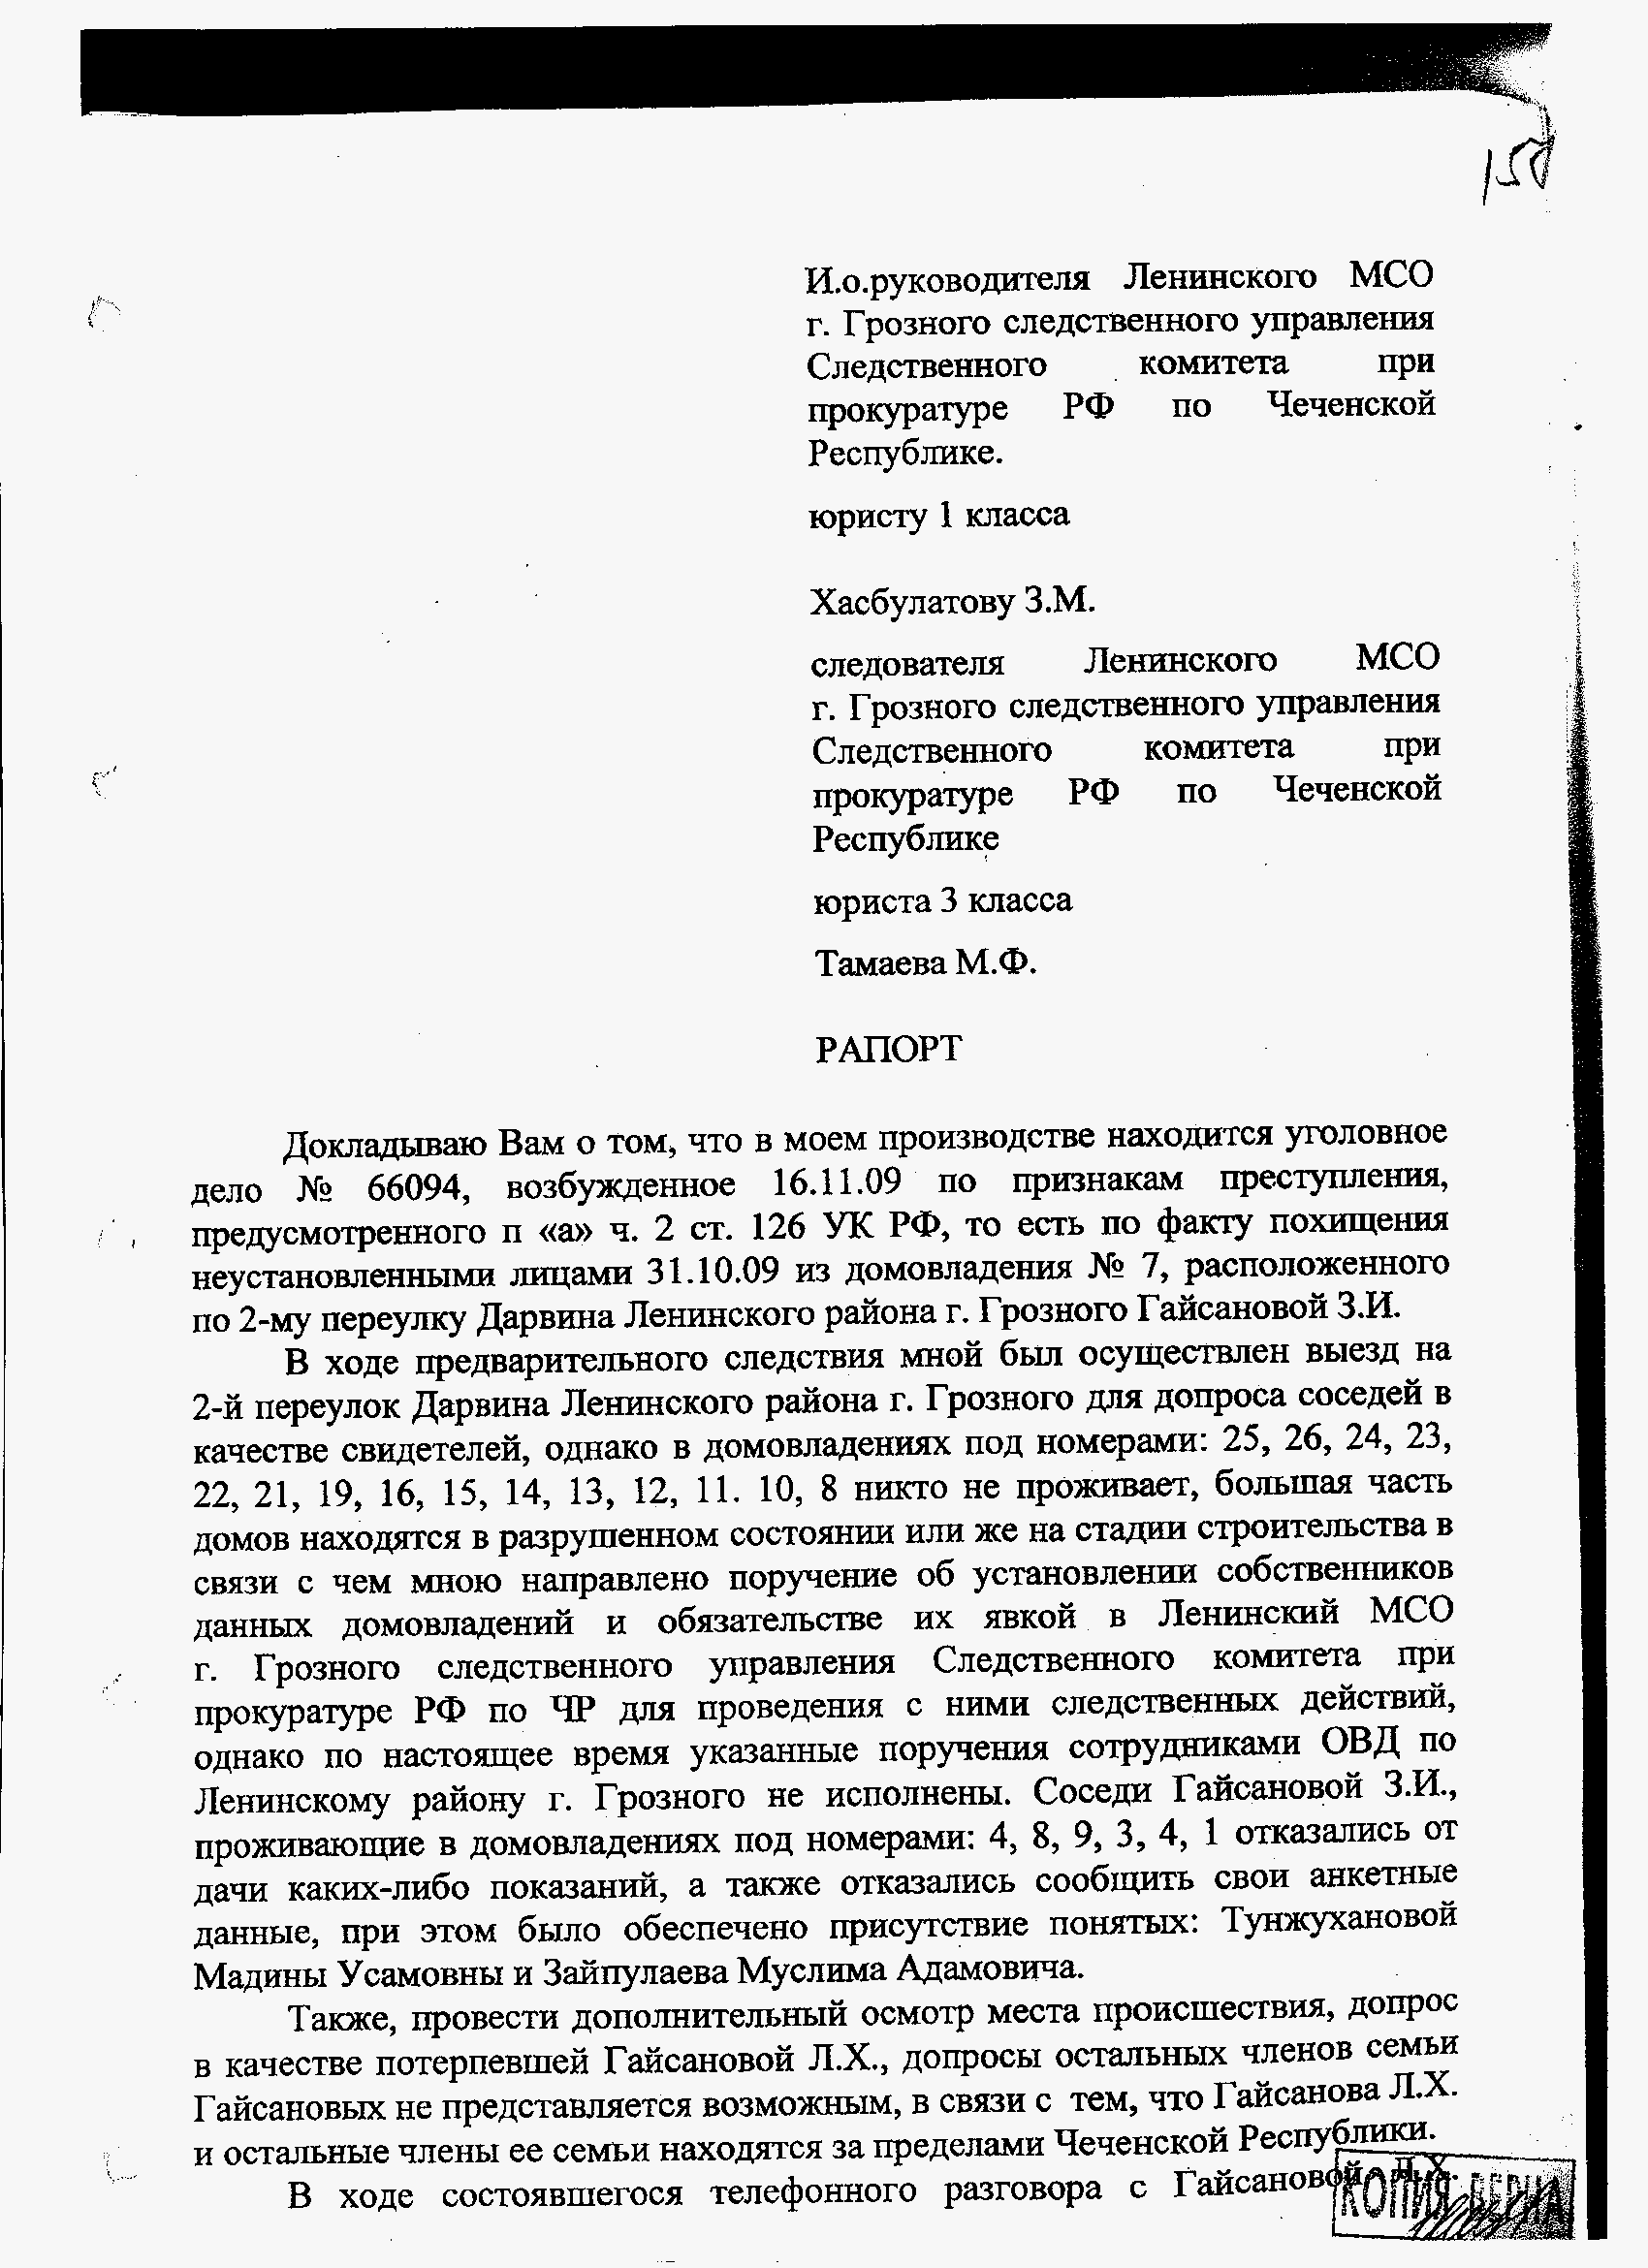 150
И.о.руководителя Ленинского МСО
г. Грозного следственного управления
Следственного комитета при
прокуратуре РФ по Чеченской
Республике.
юристу 1 класса
Хасбулатову З.М.
следователя Ленинского МСО
г. Грозного следственного управления
Следственного комитета при
прокуратуре РФ по Чеченской
Республике
юриста 3 класса
Тамаева М.Ф.
РАПОРТ
Докладываю Вам о том, что в моем производстве находится уголовное
дело № 66094, возбужденное 16.11.09 по признакам преступления,
предусмотренного п «а» ч. 2 ст. 126 УК РФ, то есть по факту похищения
неустановленными лицами 31.10.09 из домовладения № 7, расположенного
по 2-му переулку Дарвина Ленинского района г. Грозного Гайсановой З.И.
В ходе предварительного следствия мной был осуществлен выезд на
2-й переулок Дарвина Ленинского района г. Грозного для допроса соседей в
качестве свидетелей, однако в домовладениях под номерами: 25, 26, 24, 23,
22, 21, 19, 16, 15, 14, 13, 12, 11. 10, 8 никто не проживает, большая часть
домов находятся в разрушенном состоянии или же на стадии строительства в
связи с чем мною направлено поручение об установлении собственников
данных домовладений и обязательстве их явкой в Ленинский МСО
г. Грозного следственного управления Следственного комитета при
прокуратуре РФ по ЧР для проведения с ними следственных действий,
однако по настоящее время указанные поручения сотрудниками ОВД по
Ленинскому району г. Грозного не исполнены. Соседи Гайсановой З.И.,
проживающие в домовладениях под номерами: 4, 8, 9, 3, 4, 1 отказались от
дачи каких-либо показаний, а также отказались сообщить свои анкетные
данные, при этом было обеспечено присутствие понятых: Тунжухановой
Мадины Усамовны и Зайпулаева Муслима Адамовича.
Также, провести дополнительный осмотр места происшествия, допрос
в качестве потерпевшей Гайсановой Л.Х., допросы остальных членов семьи
Гайсановых не представляется возможным, в связи с тем, что Гайсанова Л.Х.
и остальные члены ее семьи находятся за пределами Чеченской Республики.
В ходе состоявшегося телефонного разговора с Гайсановой Л.Х.
КОПИЯ ВЕРНА